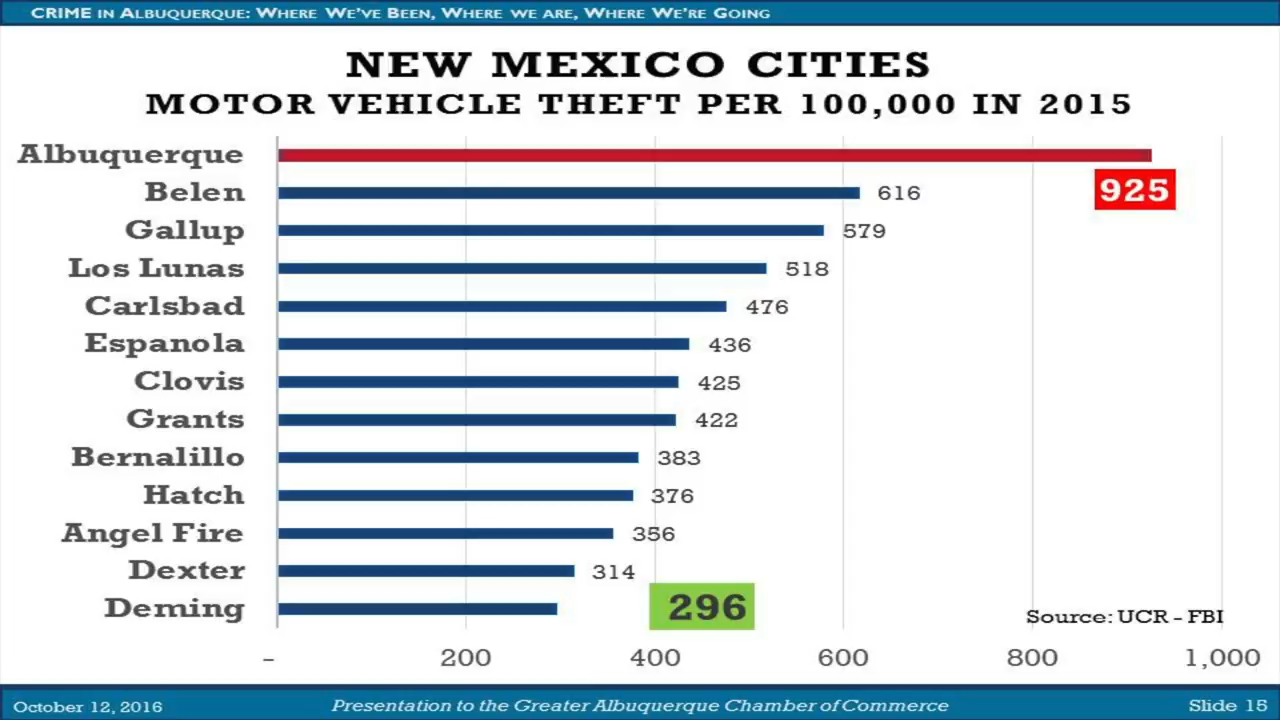 CRIME IN ALBUQUERQUE: WHERE WE'VE BEEN, WHERE WE ARE, WHERE WE'RE GOING
NEW MEXICO CITIES
MOTOR VEHICLE THEFT PER 100,000 IN 2015
Albuquerque 925
Belen 616
Gallup 579
Los Lunas 518
Carlsbad 476
Espanola 436
Clovis 425
Grants 422
Bernalillo 383
Hatch 376
Angel Fire 356
Dexter 314
Deming 296
Source: UCR - FBI
– 200 400 600 800 1,000
October 12, 2016 Presentation to the Greater Albuquerque Chamber of Commerce Slide 15